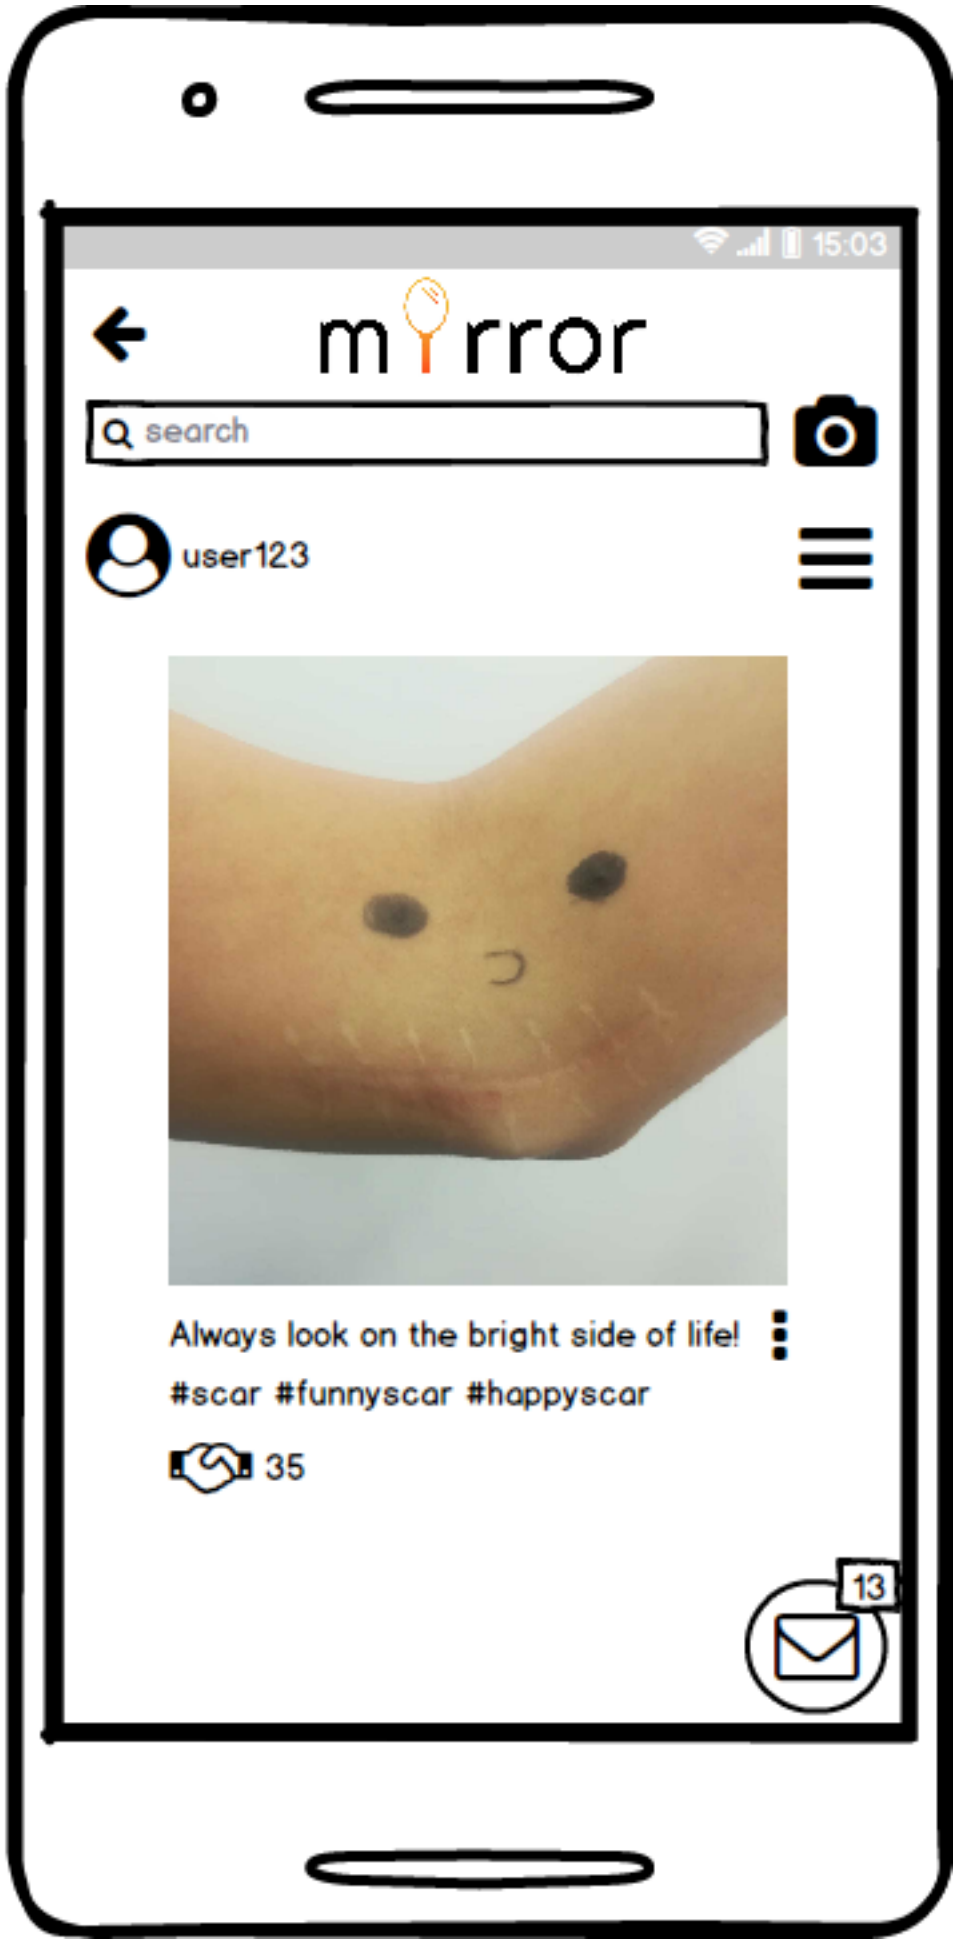 15:03
mirror
search
user123
Always look on the bright side of life!
#scar #funnyscar #happyscar
35
13